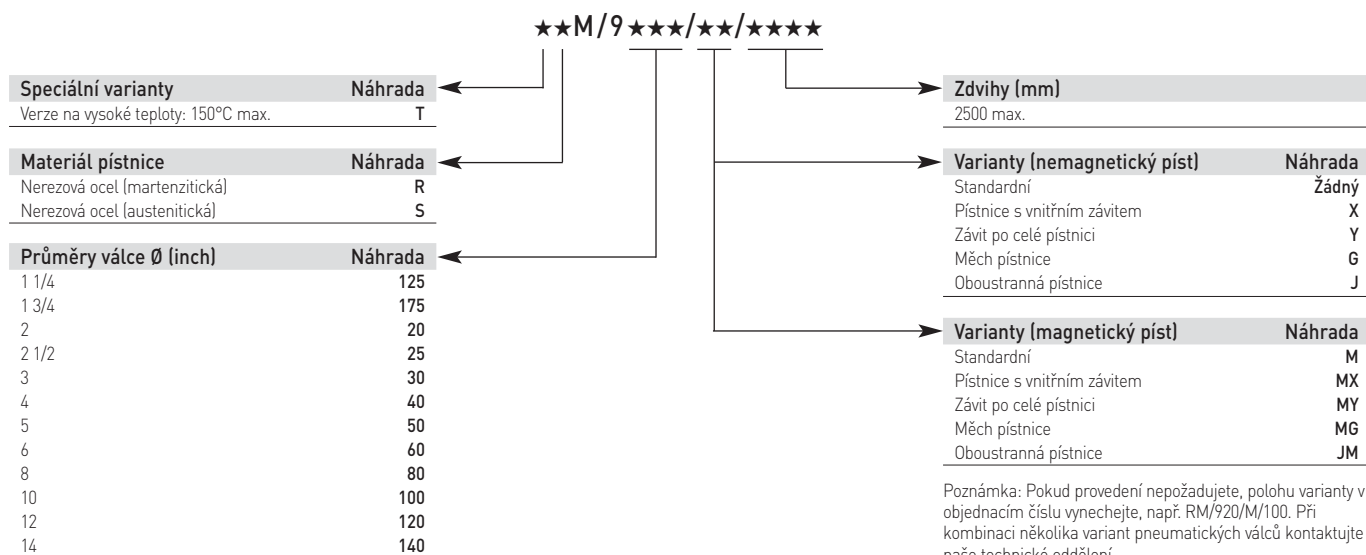 ★★M/9★★★/★★/★★★★
Speciální varianty Náhrada
Verze na vysoké teploty: 150°C max. T
Materiál pístnice Náhrada
Nerezová ocel (martenzitická) R
Nerezová ocel (austenitická) S
Průměry válce Ø (inch) Náhrada
1 1/4 125
1 3/4 175
2 20
2 1/2 25
3 30
4 40
5 50
6 60
8 80
10 100
12 120
14 140
Zdvihy (mm)
2500 max.
Varianty (nemagnetický píst) Náhrada
Standardní Žádný
Pístnice s vnitřním závitem X
Závit po celé pístnici Y
Měch pístnice G
Oboustranná pístnice J
Varianty (magnetický píst) Náhrada
Standardní M
Pístnice s vnitřním závitem MX
Závit po celé pístnici MY
Měch pístnice MG
Oboustranná pístnice JM
Poznámka: Pokud provedení nepožadujete, polohu varianty v
objednacím číslu vynechejte, např. RM/920/M/100. Při
kombinaci několika variant pneumatických válců kontaktujte
naše technické oddělení